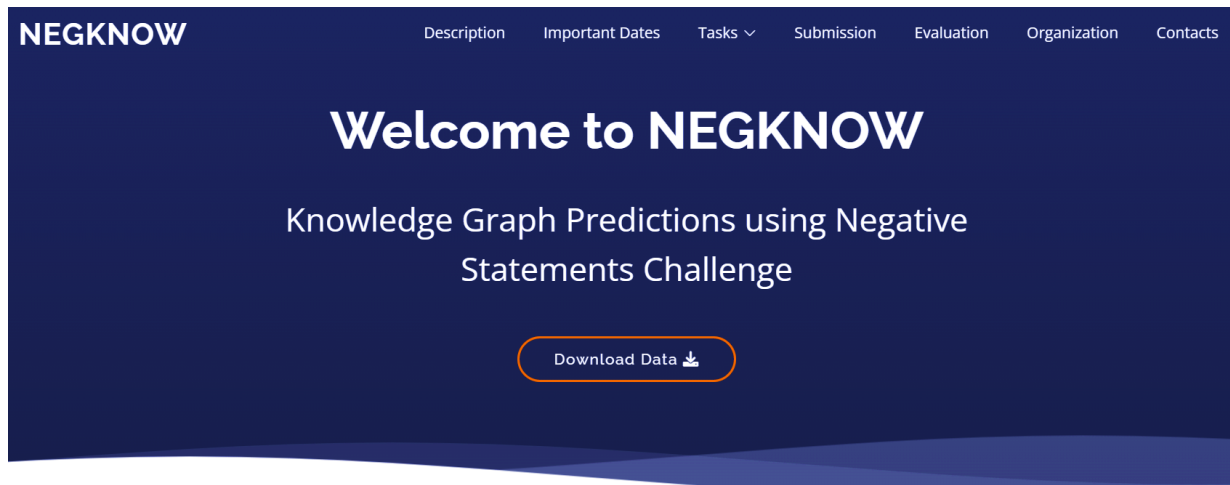 NEGKNOW
Description Important Dates Tasks Submission Evaluation Organization Contacts
Welcome to NEGKNOW
Knowledge Graph Predictions using Negative
Statements Challenge
Download Data